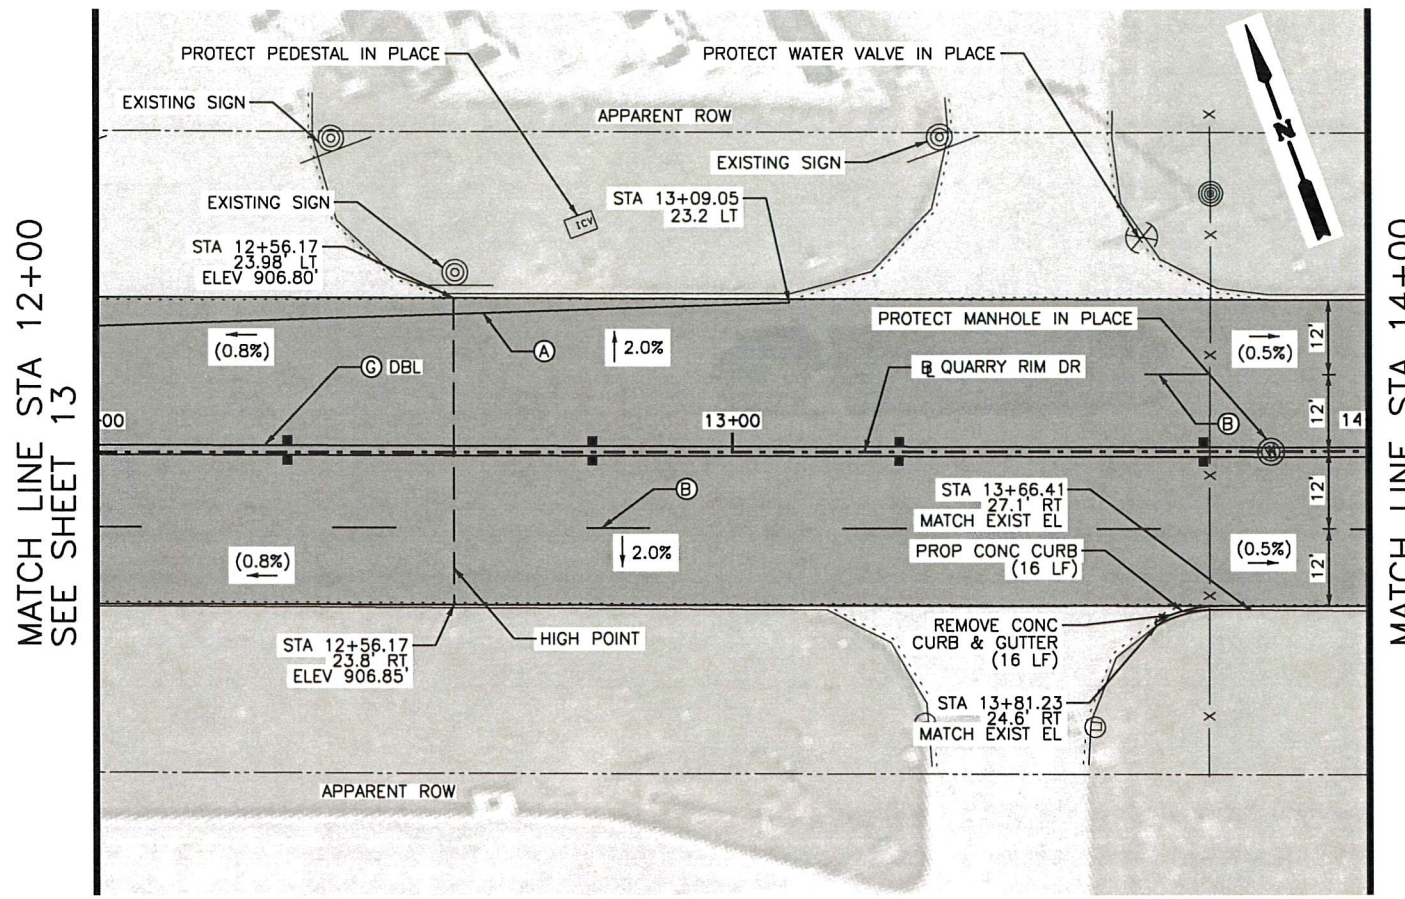 MATCH LINE STA 12+00
SEE SHEET 13
PROTECT PEDESTAL IN PLACE
PROTECT WATER VALVE IN PLACE
EXISTING SIGN
APPARENT ROW
N
EXISTING SIGN
EXISTING SIGN
ICV
STA 13+09.05
23.2 LT
STA 12+56.17
23.98' LT
ELEV 906.80'
PROTECT MANHOLE IN PLACE
(0.8%)
A
2.0%
(0.5%)
12'
G DBL
QUARRY RIM DR
B
12'
+00
13+00
14
W
B
STA 13+66.41
27.1' RT
MATCH EXIST EL
12'
(0.8%)
2.0%
PROP CONC CURB
(16 LF)
(0.5%)
12'
STA 12+56.17
23.8' RT
ELEV 906.85'
HIGH POINT
REMOVE CONC
CURB & GUTTER
(16 LF)
STA 13+81.23
24.6' RT
MATCH EXIST EL
APPARENT ROW
MATCH LINE STA 14+00